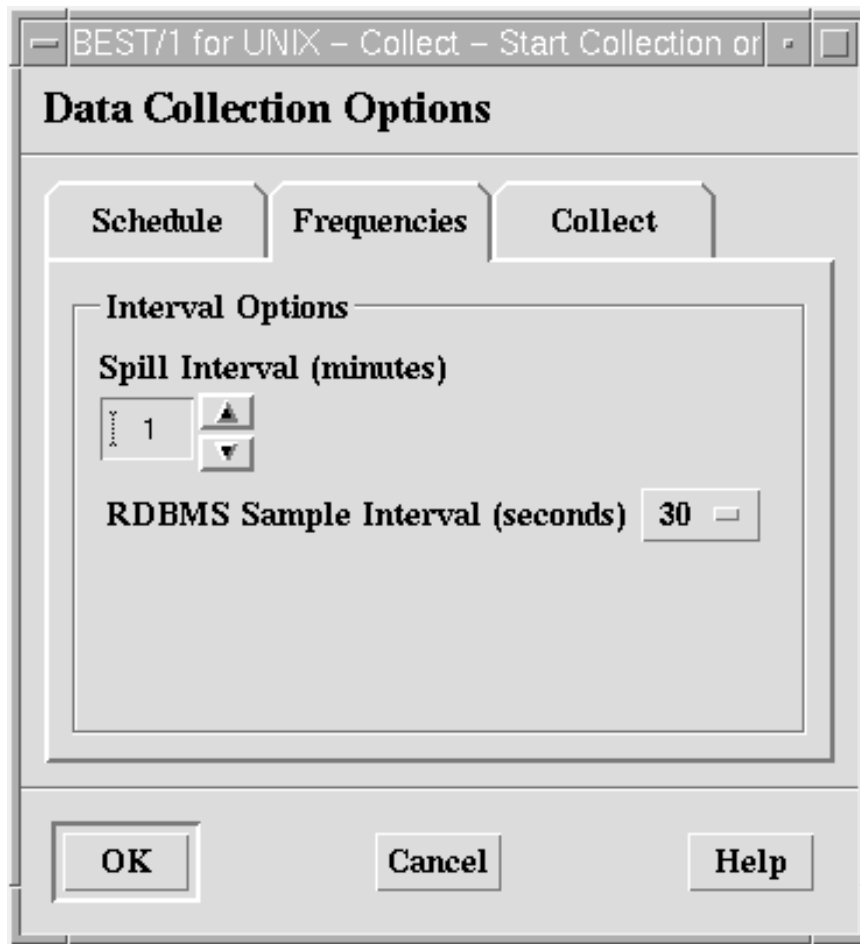 BEST/1 for UNIX – Collect – Start Collection or
Data Collection Options
Schedule Frequencies Collect
Interval Options
Spill Interval (minutes)
1
RDBMS Sample Interval (seconds) 30
OK Cancel Help